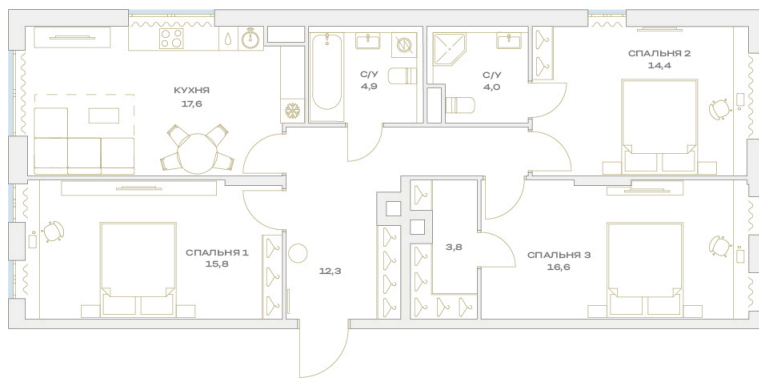 КУХНЯ
17,6
С/У
4,9
С/У
4,0
СПАЛЬНЯ 2
14,4
СПАЛЬНЯ 1
15,8
12,3
3,8
СПАЛЬНЯ 3
16,6